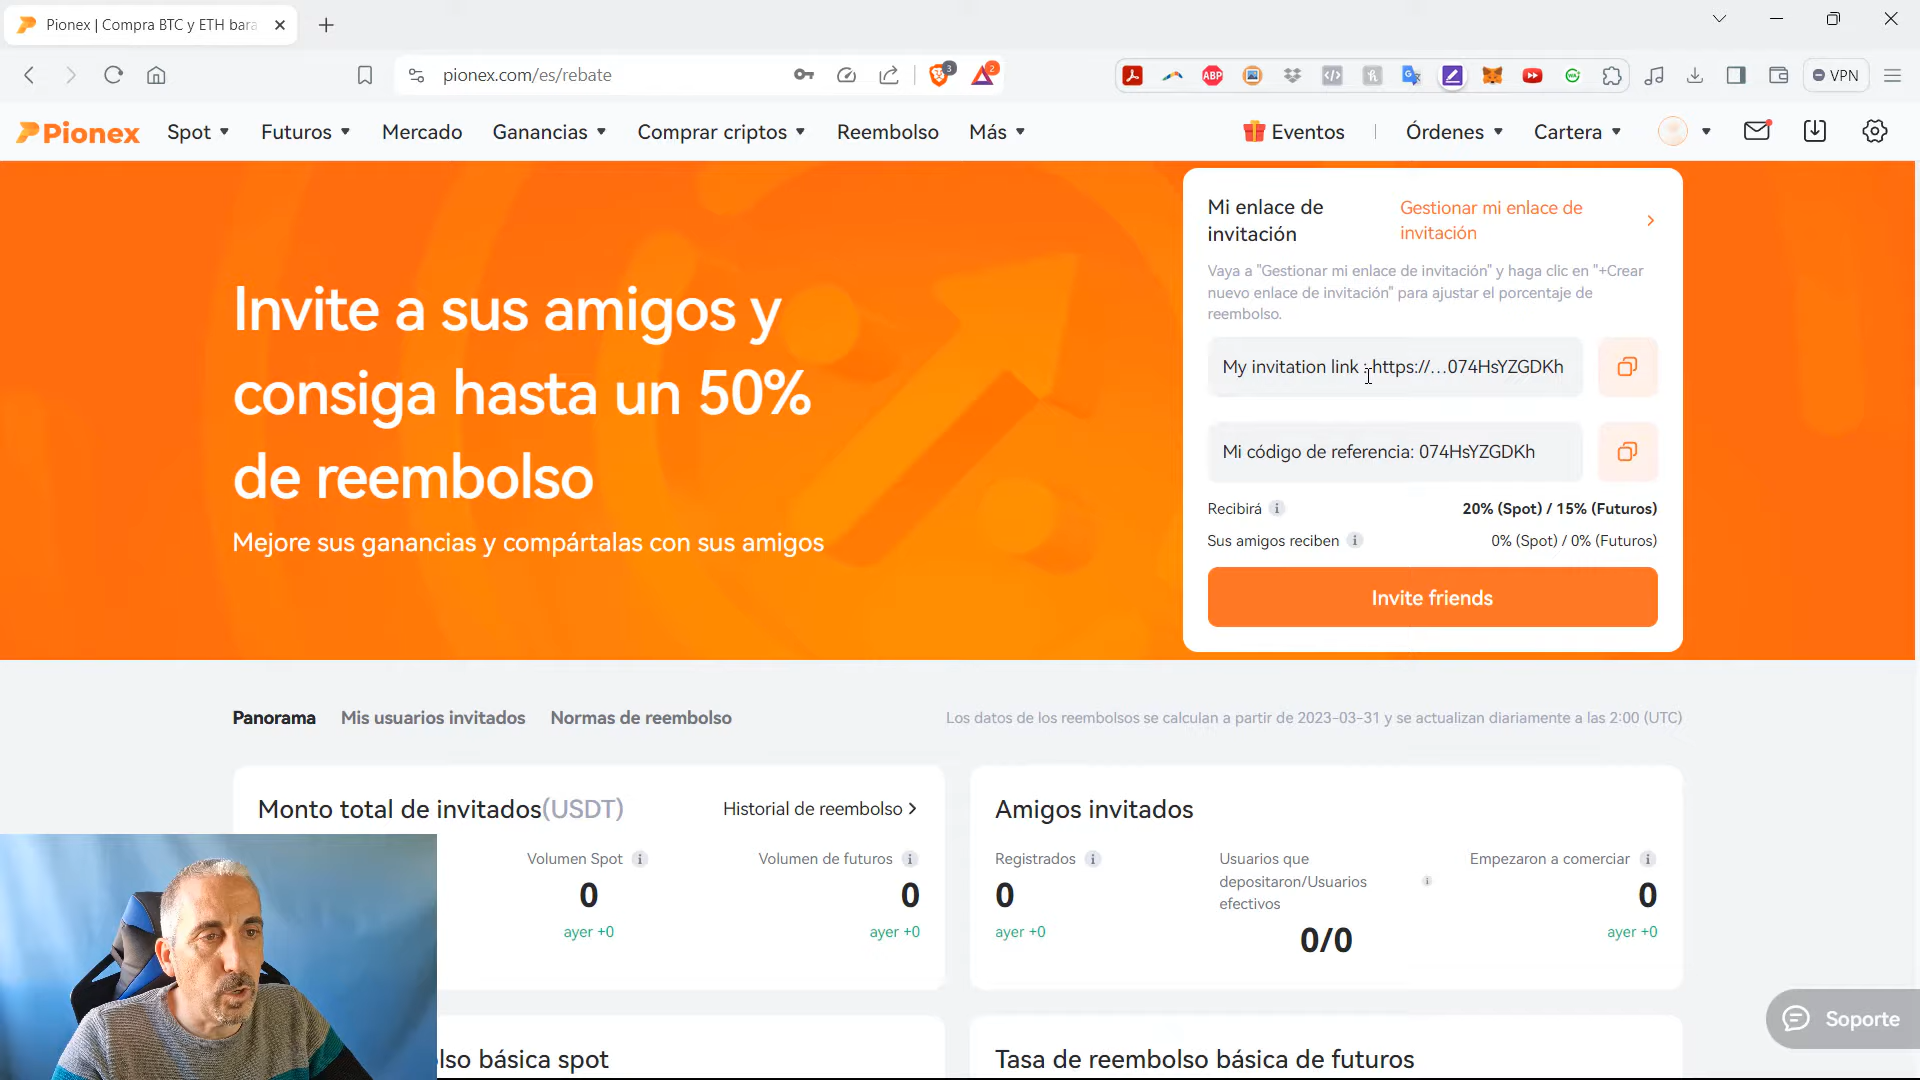 Pionex | Compra BTC y ETH bara
pionex.com/es/rebate
3
2
ABP
VPN
Pionex
Spot
Futuros
Mercado
Ganancias
Comprar criptos
Reembolso
Más
Eventos
Órdenes
Cartera
Invite a sus amigos y
consiga hasta un 50%
de reembolso
Mejore sus ganancias y compártalas con sus amigos
Mi enlace de
invitación
Gestionar mi enlace de
invitación
Vaya a "Gestionar mi enlace de invitación" y haga clic en "+Crear
nuevo enlace de invitación" para ajustar el porcentaje de
reembolso.
My invitation link : https://...074HsYZGDKh
Mi código de referencia: 074HsYZGDKh
Recibirá
20% (Spot) / 15% (Futuros)
Sus amigos reciben
0% (Spot) / 0% (Futuros)
Invite friends
Panorama
Mis usuarios invitados
Normas de reembolso
Los datos de los reembolsos se calculan a partir de 2023-03-31 y se actualizan diariamente a las 2:00 (UTC)
Monto total de invitados(USDT)
Historial de reembolso >
Volumen Spot
0
ayer +0
Volumen de futuros
0
ayer +0
Amigos invitados
Registrados
0
ayer +0
Usuarios que
depositaron/Usuarios
efectivos
0/0
Empezaron a comerciar
0
ayer +0
lso básica spot
Tasa de reembolso básica de futuros
Soporte